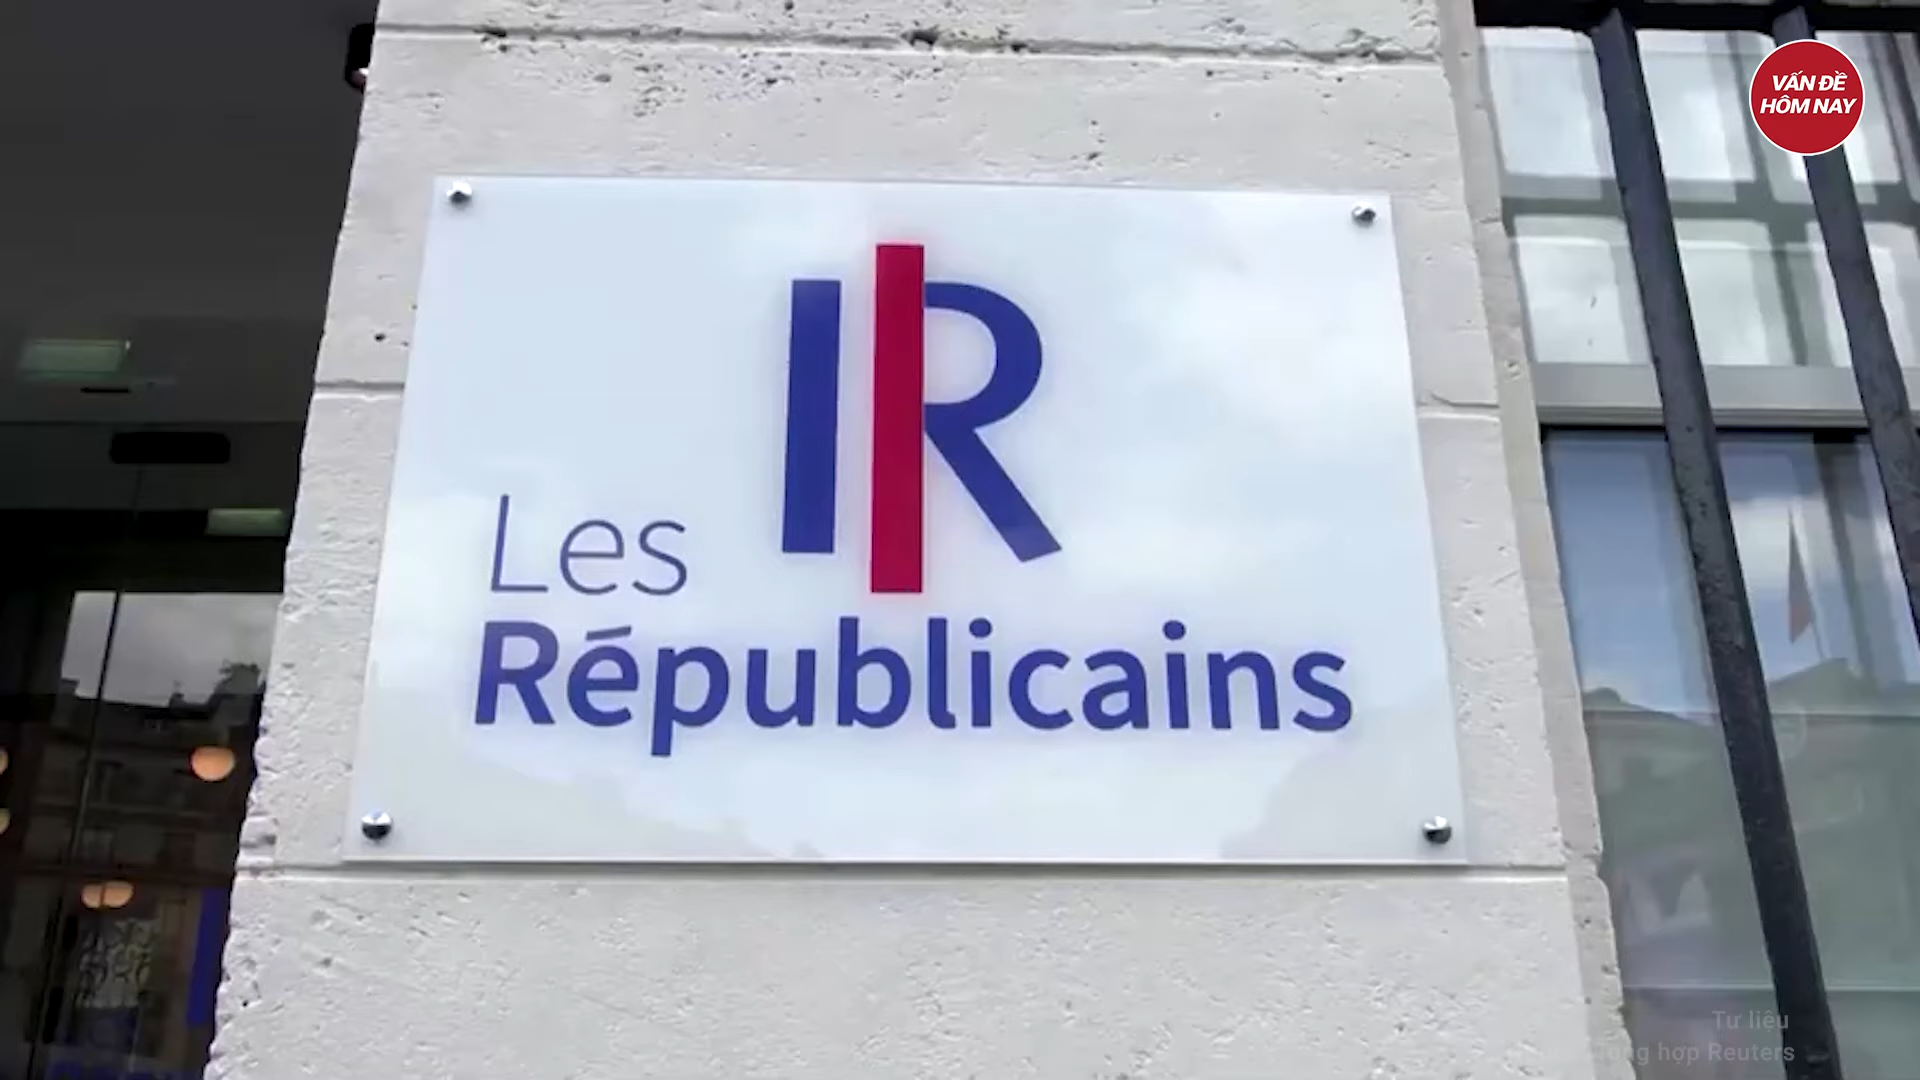 VẤN ĐỀ
HÔM NAY
lR
Les
Républicains
Tư liệu
hợp Reuters